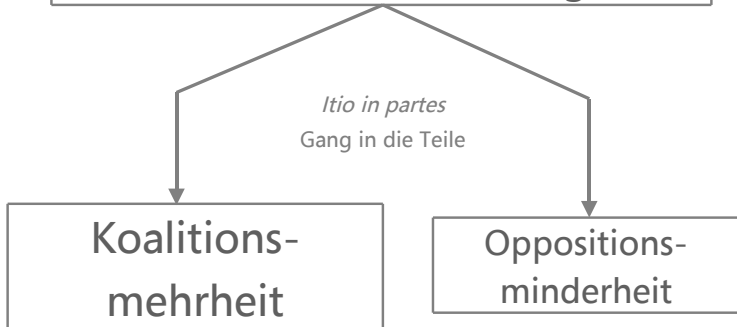 Itio in partes
Gang in die Teile
Koalitions-
mehrheit
Oppositions-
minderheit